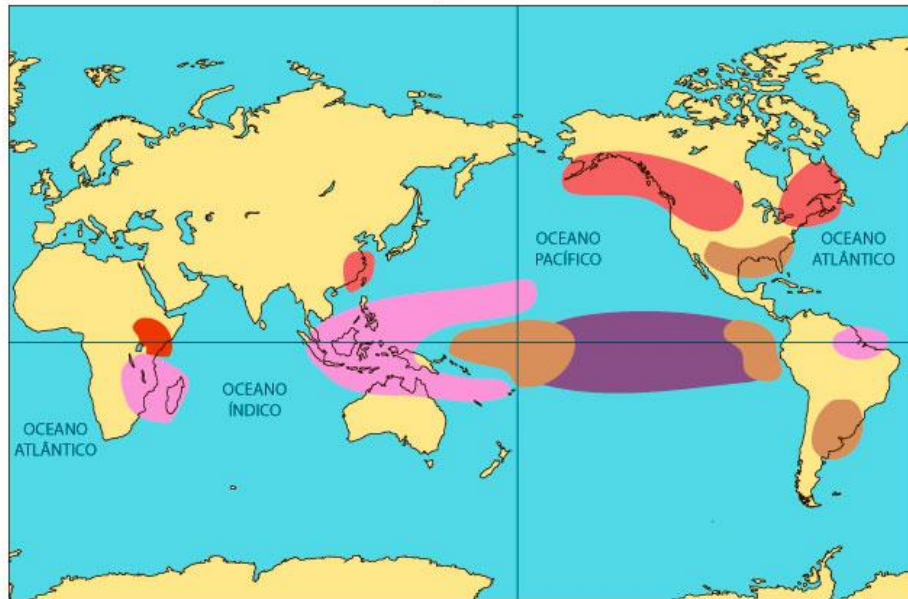 OCEANO
PACÍFICO
OCEANO
ATLÂNTICO
OCEANO
ÍNDICO
OCEANO
ATLÂNTICO